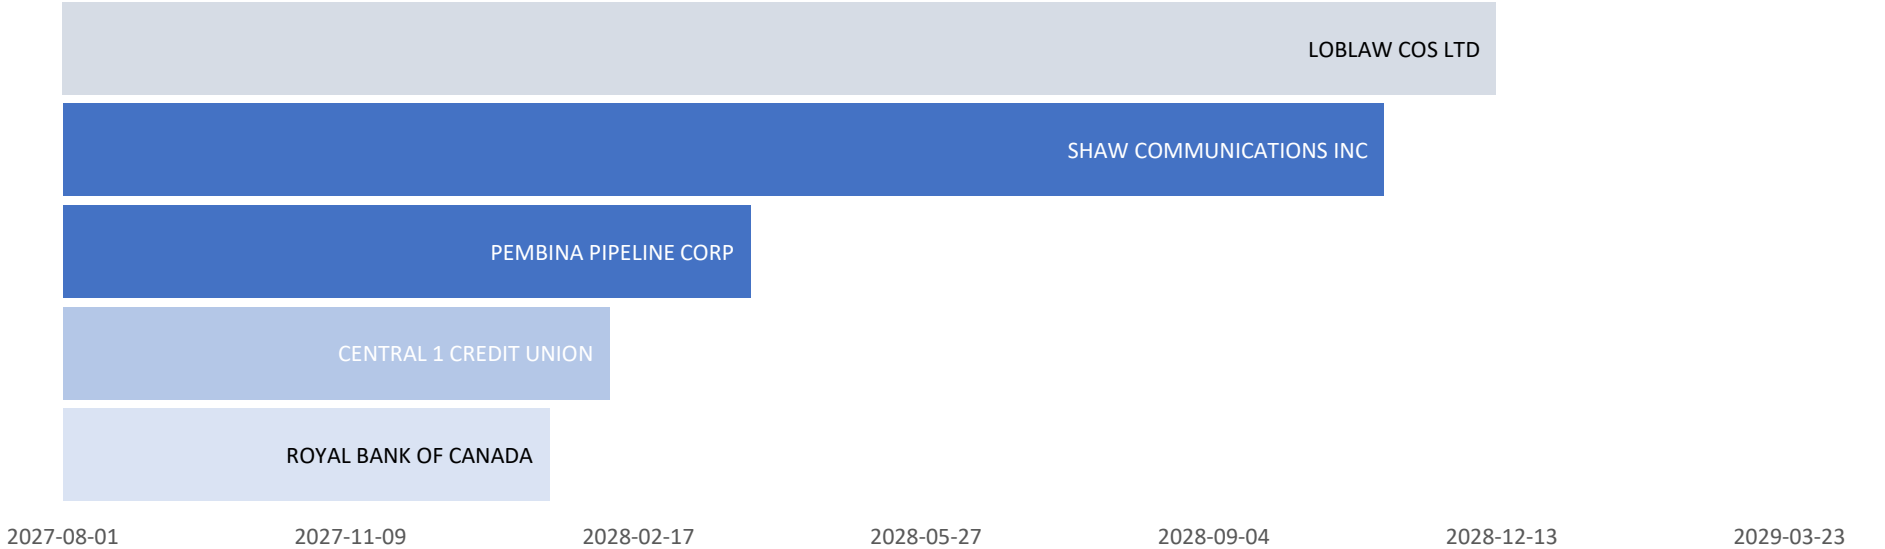 LOBLAW COS LTD
SHAW COMMUNICATIONS INC
PEMBINA PIPELINE CORP
CENTRAL 1 CREDIT UNION
ROYAL BANK OF CANADA
2027-08-01 2027-11-09 2028-02-17 2028-05-27 2028-09-04 2028-12-13 2029-03-23